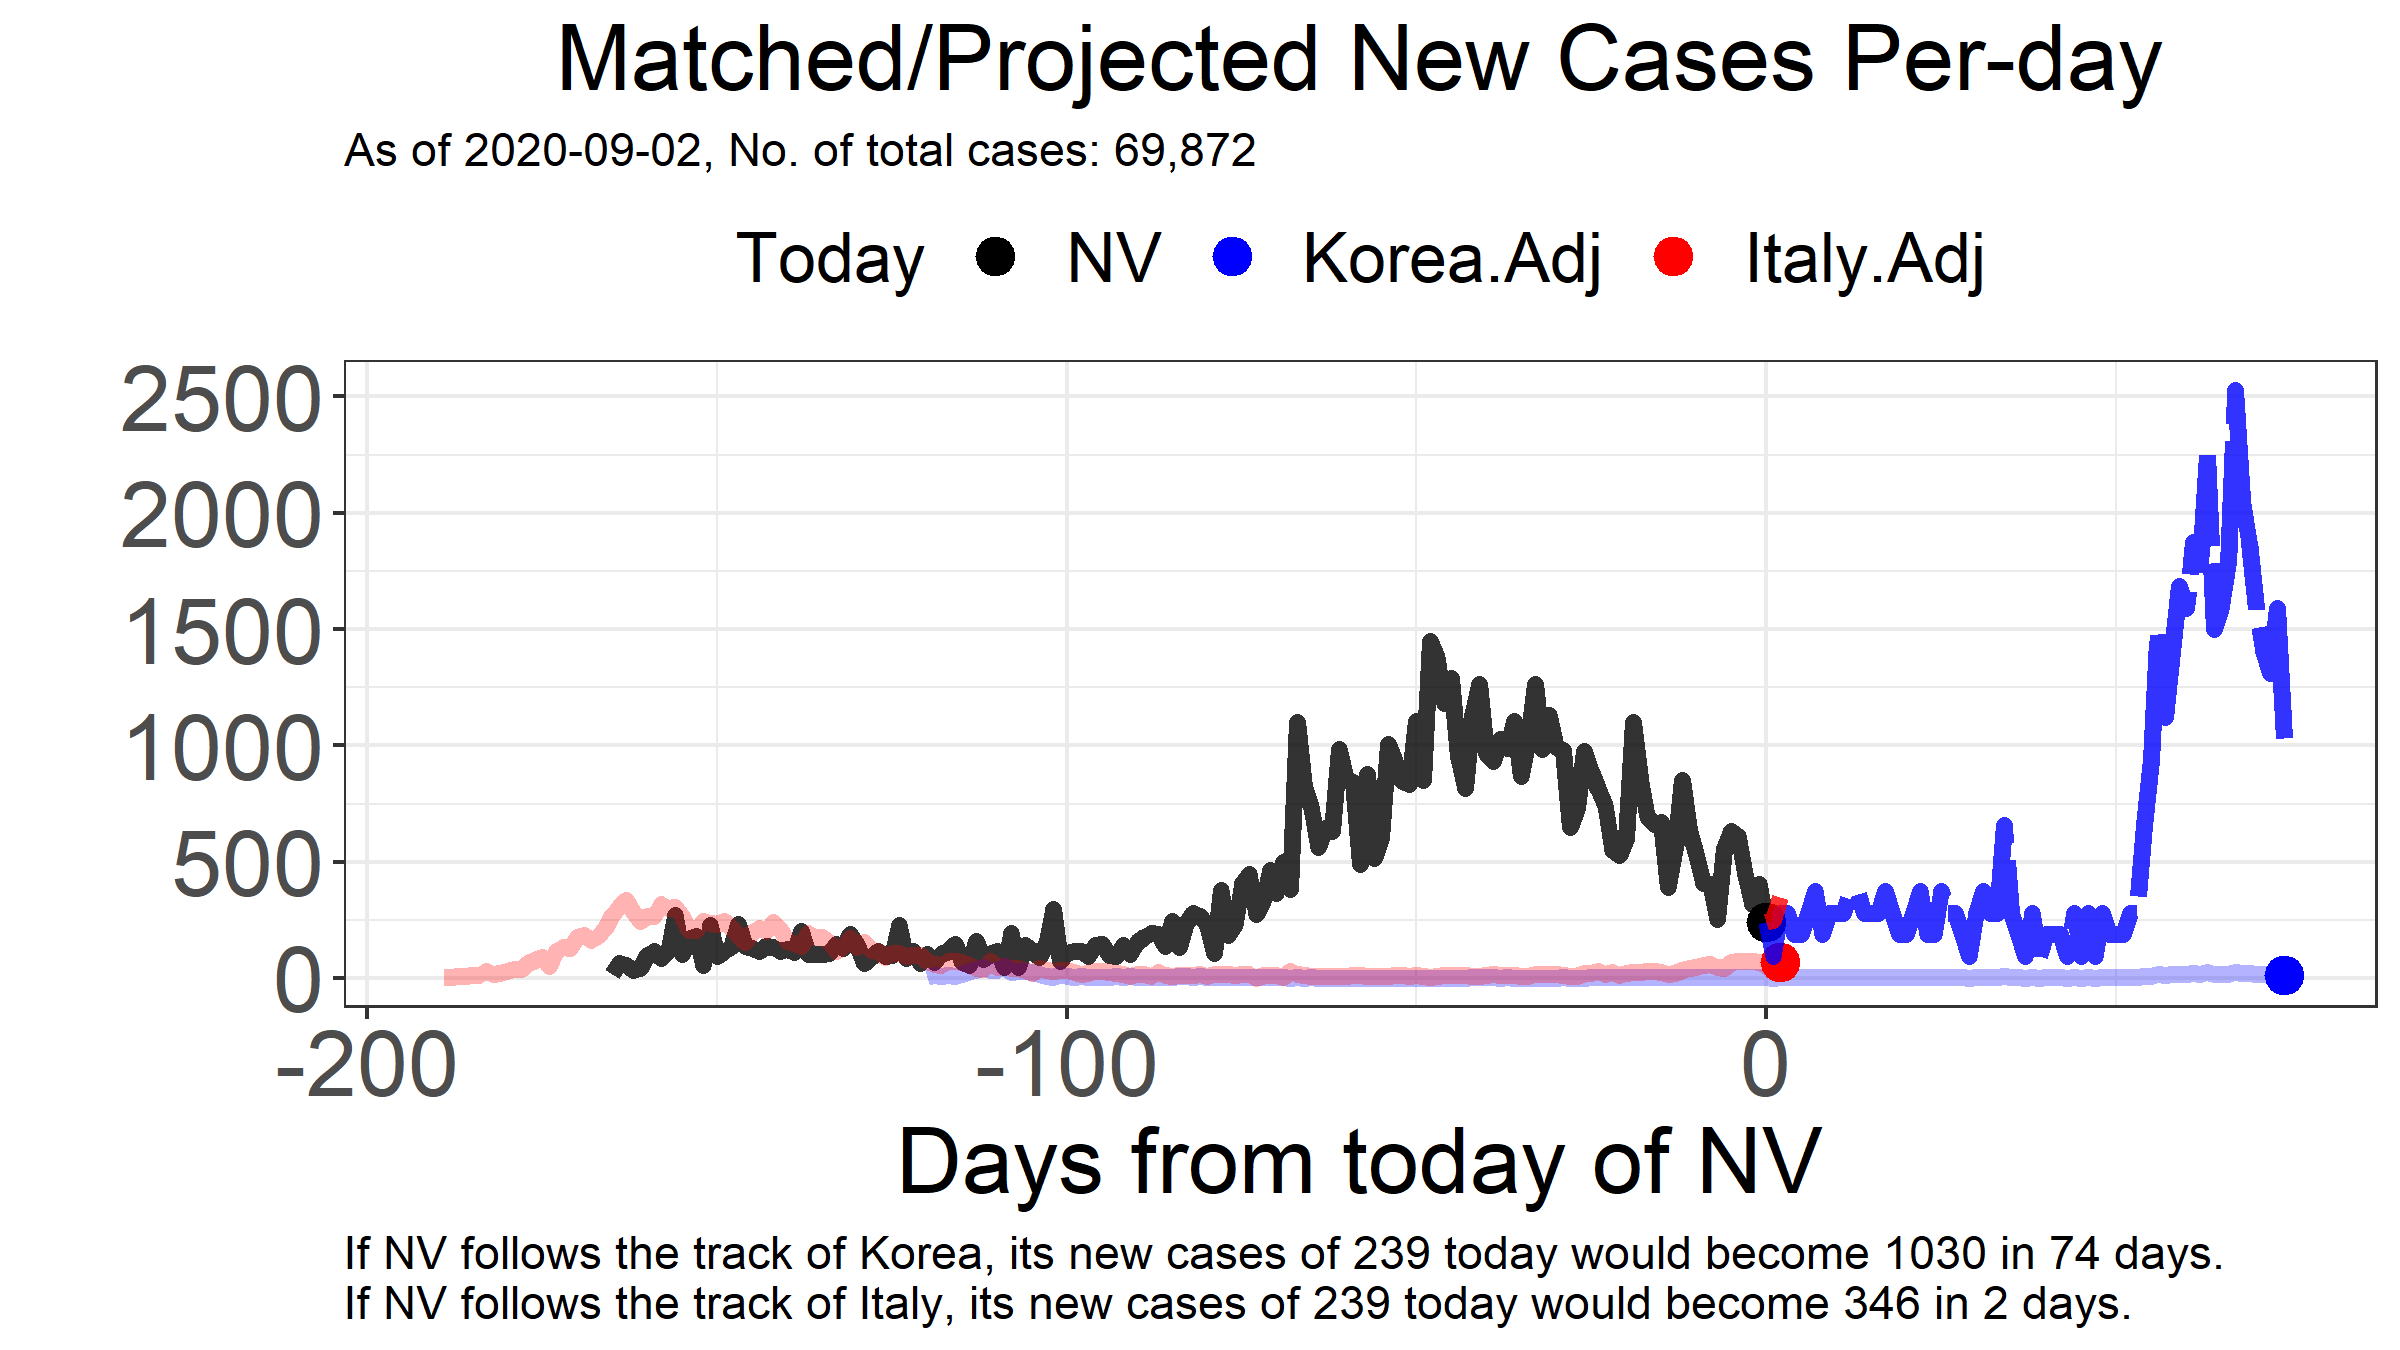 Matched/Projected New Cases Per-day
As of 2020-09-02, No. of total cases: 69,872
Today NV Korea.Adj Italy.Adj
2500
2000
1500
1000
500
0
-200 -100 0
Days from today of NV
If NV follows the track of Korea, its new cases of 239 today would become 1030 in 74 days.
If NV follows the track of Italy, its new cases of 239 today would become 346 in 2 days.